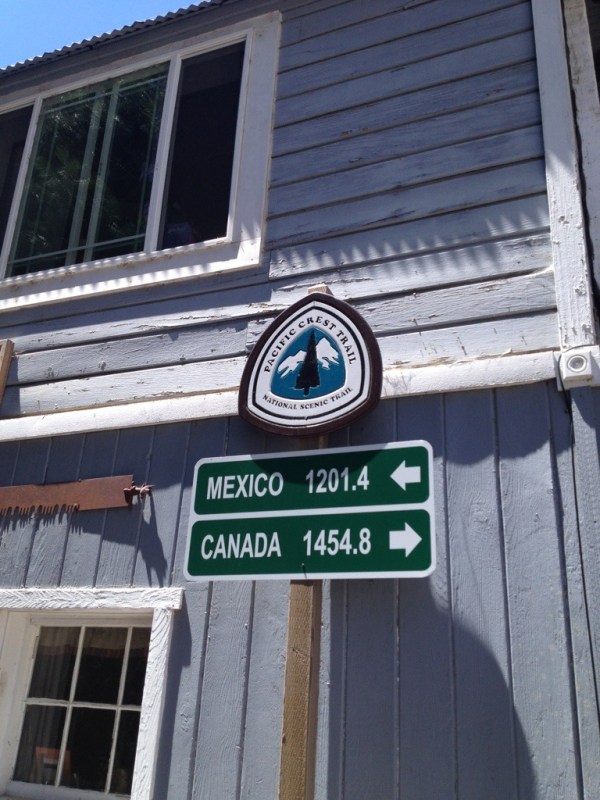 PACIFIC CREST TRAIL
NATIONAL SCENIC TRAIL
MEXICO 1201.4
CANADA 1454.8